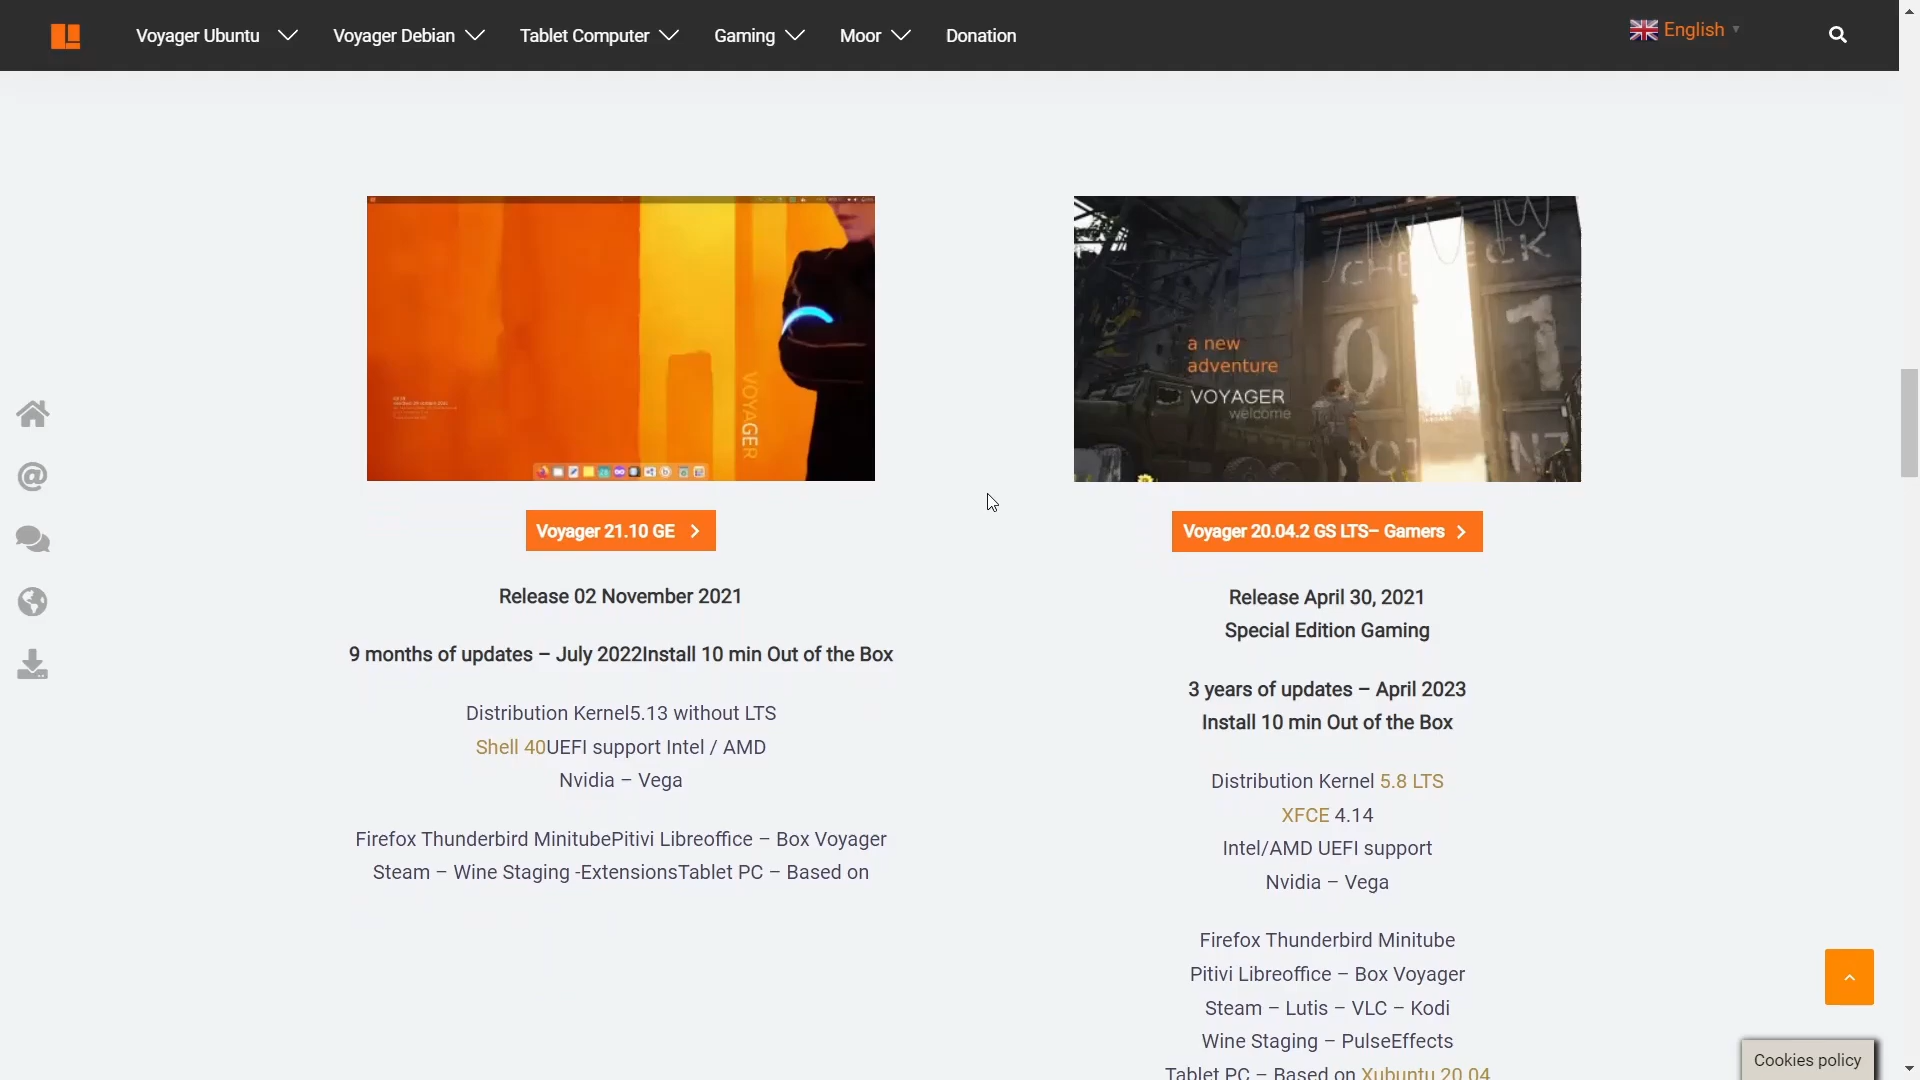 Voyager Ubuntu Voyager Debian Tablet Computer Gaming Moor Donation English
VOYAGER
CHECK
01
a new
adventure
VOYAGER
welcome
Voyager 21.10 GE
Release 02 November 2021
9 months of updates – July 2022Install 10 min Out of the Box
Distribution Kernel5.13 without LTS
Shell 40UEFI support Intel / AMD
Nvidia – Vega
Firefox Thunderbird MinitubePitivi Libreoffice – Box Voyager
Steam – Wine Staging -ExtensionsTablet PC – Based on
Voyager 20.04.2 GS LTS– Gamers
Release April 30, 2021
Special Edition Gaming
3 years of updates – April 2023
Install 10 min Out of the Box
Distribution Kernel 5.8 LTS
XFCE 4.14
Intel/AMD UEFI support
Nvidia – Vega
Firefox Thunderbird Minitube
Pitivi Libreoffice – Box Voyager
Steam – Lutis – VLC – Kodi
Wine Staging – PulseEffects
Tablet PC – Based on Xubuntu 20.04
Cookies policy